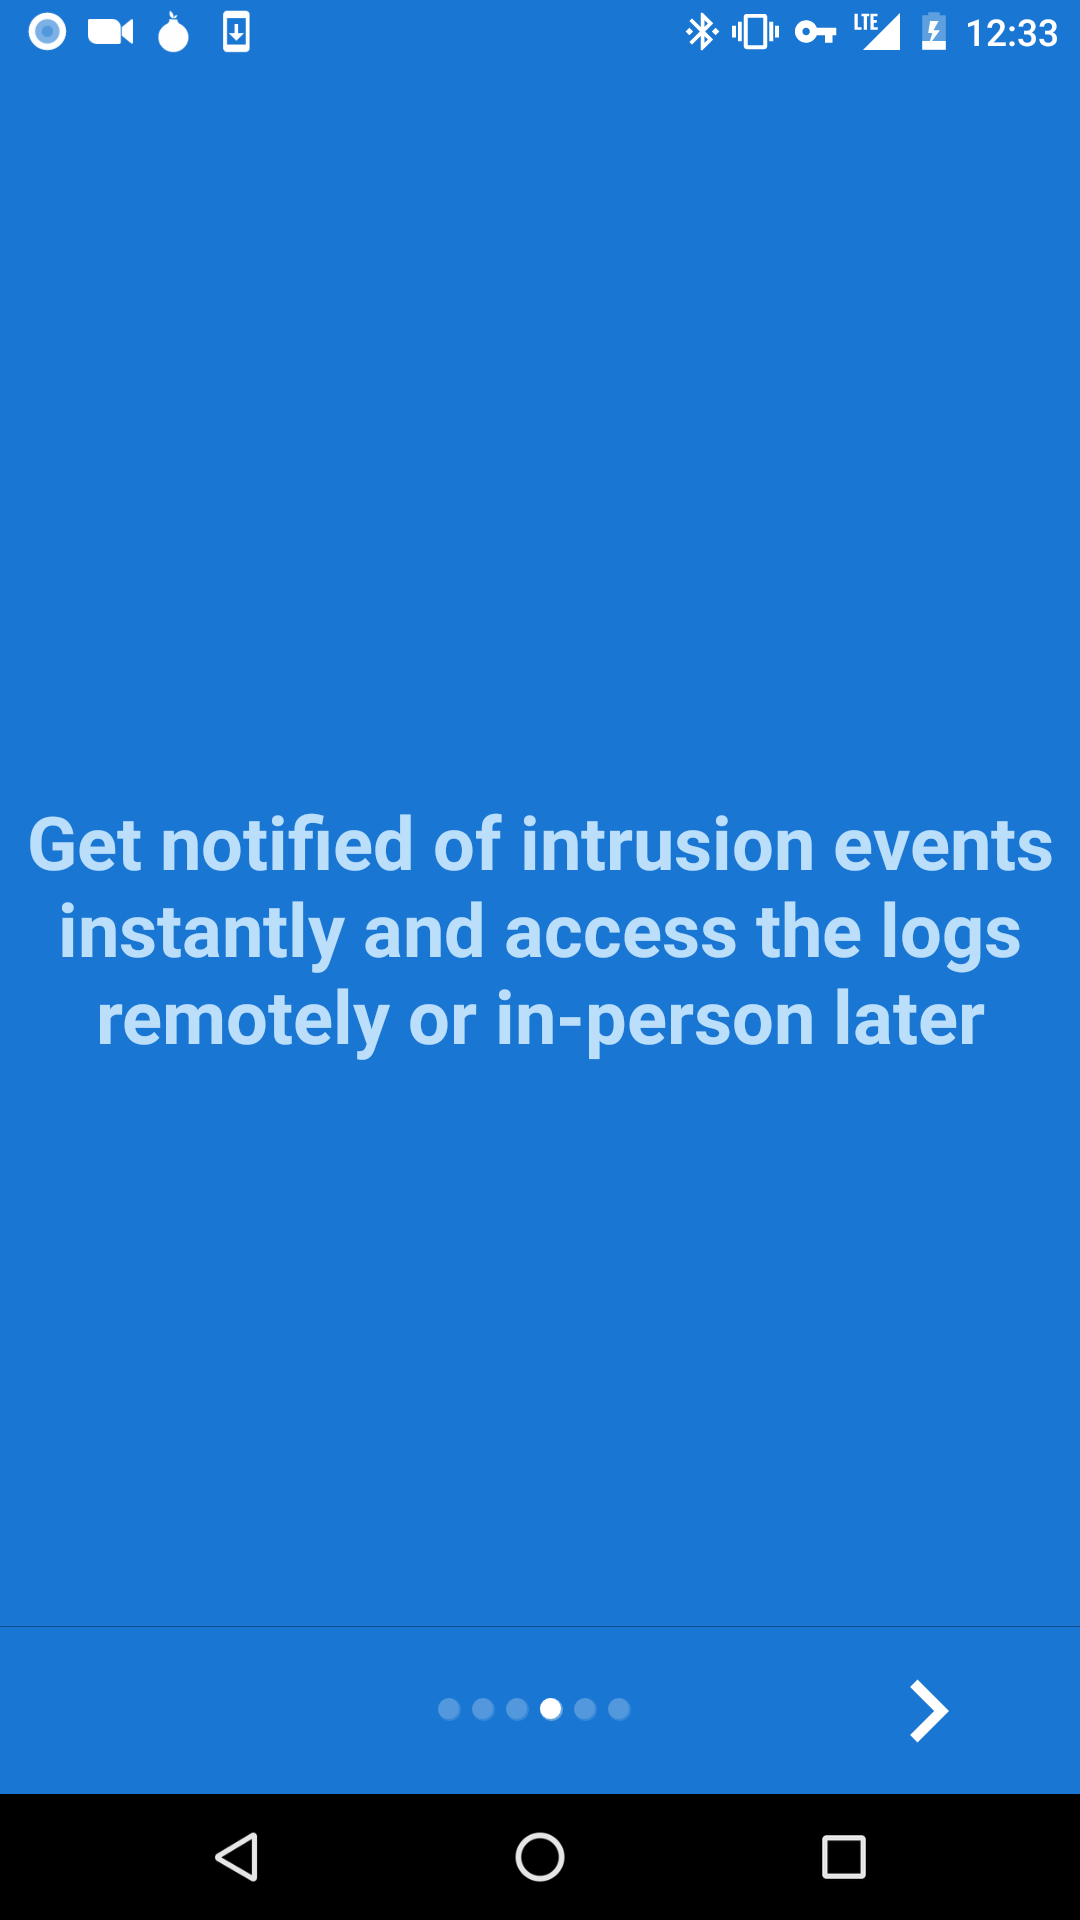 LTE 12:33
Get notified of intrusion events
instantly and access the logs
remotely or in-person later